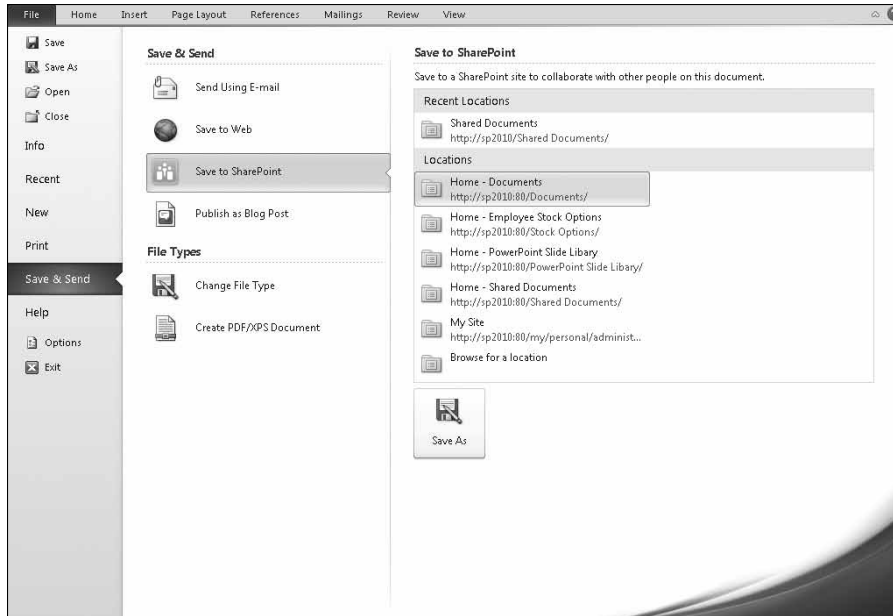 File Home Insert Page Layout References Mailings Review View
Save
Save As
Open
Close
Info
Recent
New
Print
Save & Send
Help
Options
Exit
Save & Send
Send Using E-mail
Save to Web
Save to SharePoint
Publish as Blog Post
File Types
Change File Type
Create PDF/XPS Document
Save to SharePoint
Save to a SharePoint site to collaborate with other people on this document.
Recent Locations
Shared Documents
http://sp2010/Shared Documents/
Locations
Home - Documents
http://sp2010:80/Documents/
Home - Employee Stock Options
http://sp2010:80/Stock Options/
Home - PowerPoint Slide Libary
http://sp2010:80/PowerPoint Slide Libary/
Home - Shared Documents
http://sp2010:80/Shared Documents/
My Site
http://sp2010:80/my/personal/administ...
Browse for a location
Save As